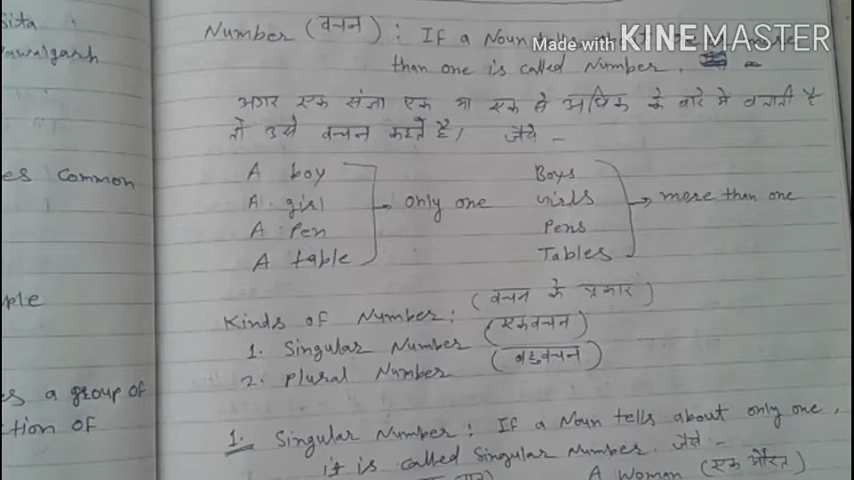 Sita :
Number (वचन) : If a Noun tells
Made with KINEMASTER
than one is called Number.
अगर एक संज्ञा एक या एक से अधिक के बारे में बताती है
तो उसे वचन कहते है। जैसे -
es Common
A boy
A girl
A Pen
A table
only one
Boys
Girls
Pens
Tables
more than one
ple
Kinds of Number: (वचन के प्रकार)
1. Singular Number (एकवचन)
2. Plural Number (बहुवचन)
s a group of
tion of
1. Singular Number: If a Noun tells about only one,
it is called Singular Number. जैसे -
A Woman (एक औरत)